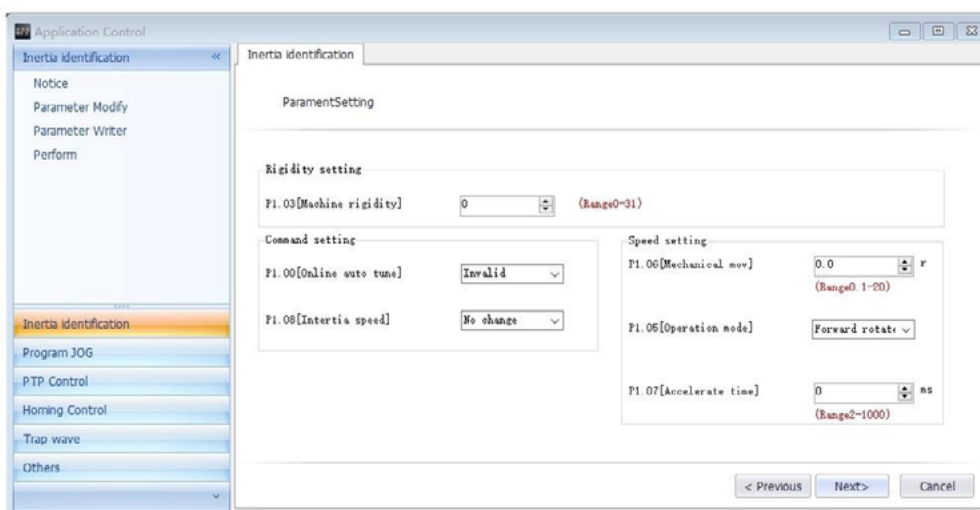 Application Control
Inertia identification «
Notice
Parameter Modify
Parameter Writer
Perform
Inertia identification
Program JOG
PTP Control
Homing Control
Trap wave
Others
Inertia identification
ParamentSetting
Rigidity setting
P1.03[Machine rigidity] 0 (Range0-31)
Command setting
P1.00[Online auto tune] Invalid
P1.08[Intertia speed] No change
Speed setting
P1.06[Mechanical mov] 0.0 r
(Range0.1-20)
P1.05[Operation mode] Forward rotate
P1.07[Accelerate time] 0 ms
(Range2-1000)
< Previous Next> Cancel